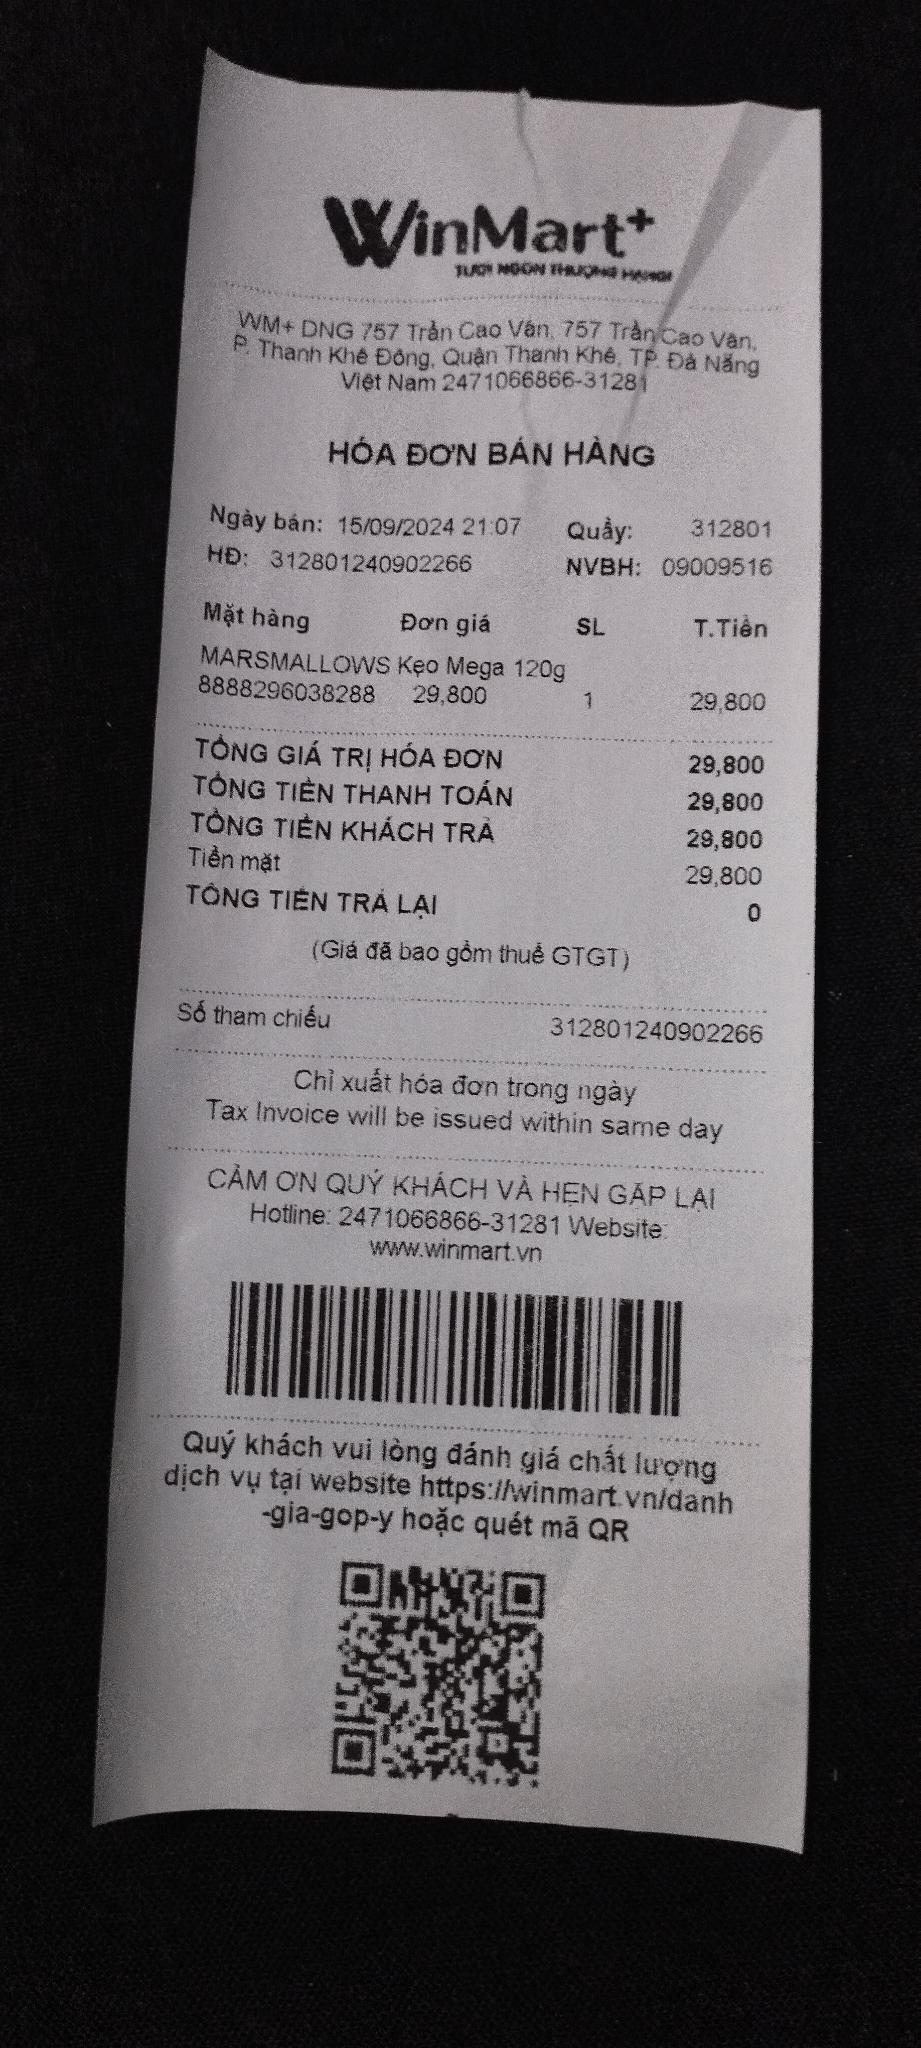 WinMart+
TƯƠI NGON THƯỢNG HẠNG!
WM+ DNG 757 Trần Cao Vân, 757 Trần Cao Vân,
P. Thanh Khê Đông, Quận Thanh Khê, TP. Đà Nẵng
Việt Nam 2471066866-31281
HÓA ĐƠN BÁN HÀNG
Ngày bán: 15/09/2024 21:07 Quầy: 312801
HĐ: 312801240902266 NVBH: 09009516
Mặt hàng Đơn giá SL T.Tiền
MARSMALLOWS Kẹo Mega 120g
8888296038288 29,800 1 29,800
TỔNG GIÁ TRỊ HÓA ĐƠN 29,800
TỔNG TIỀN THANH TOÁN 29,800
TỔNG TIỀN KHÁCH TRẢ 29,800
Tiền mặt 29,800
TỔNG TIỀN TRẢ LẠI 0
(Giá đã bao gồm thuế GTGT)
Số tham chiếu 312801240902266
Chỉ xuất hóa đơn trong ngày
Tax Invoice will be issued within same day
CẢM ƠN QUÝ KHÁCH VÀ HẸN GẶP LẠI
Hotline: 2471066866-31281 Website:
www.winmart.vn
Quý khách vui lòng đánh giá chất lượng
dịch vụ tại website https://winmart.vn/danh
-gia-gop-y hoặc quét mã QR